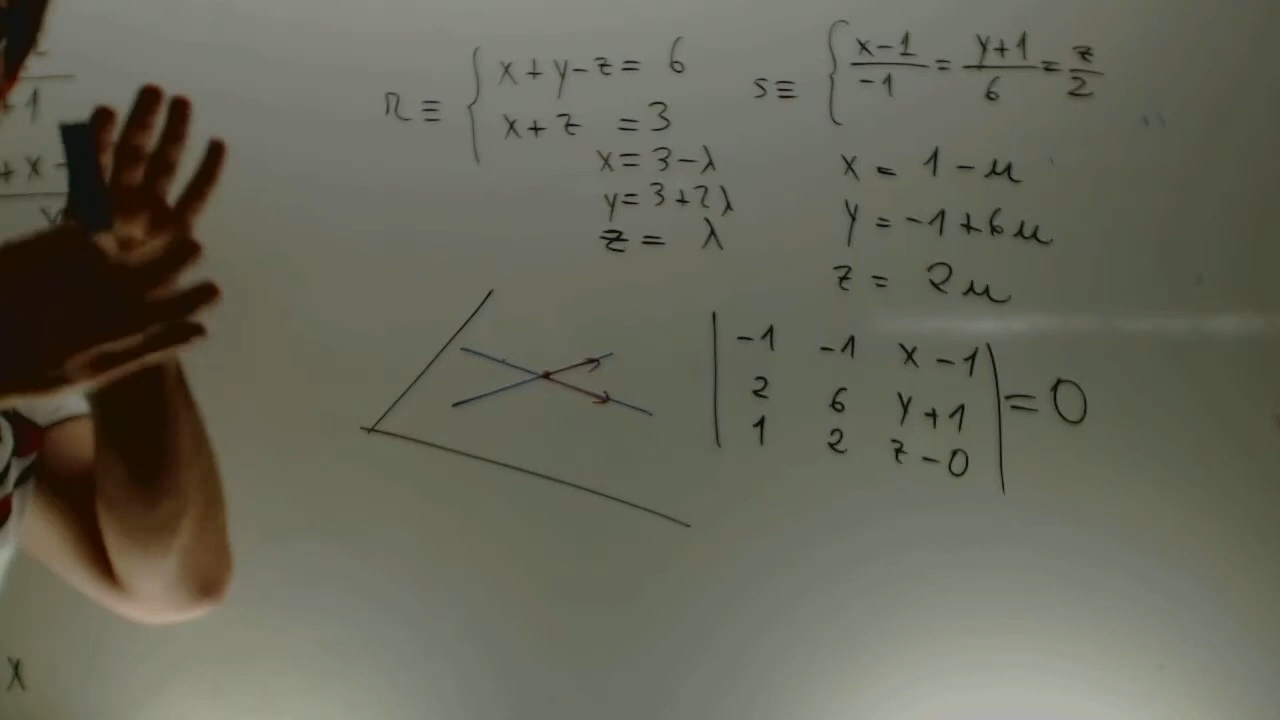 r ≡ { x + y - z = 6
x + z = 3
x = 3 - λ
y = 3 + 2λ
z = λ
s ≡ { (x-1)/-1 = (y+1)/6 = z/2
x = 1 - μ
y = -1 + 6μ
z = 2μ
| -1 -1 x - 1 |
| 2 6 y + 1 | = 0
| 1 2 z - 0 |
+ x -
x